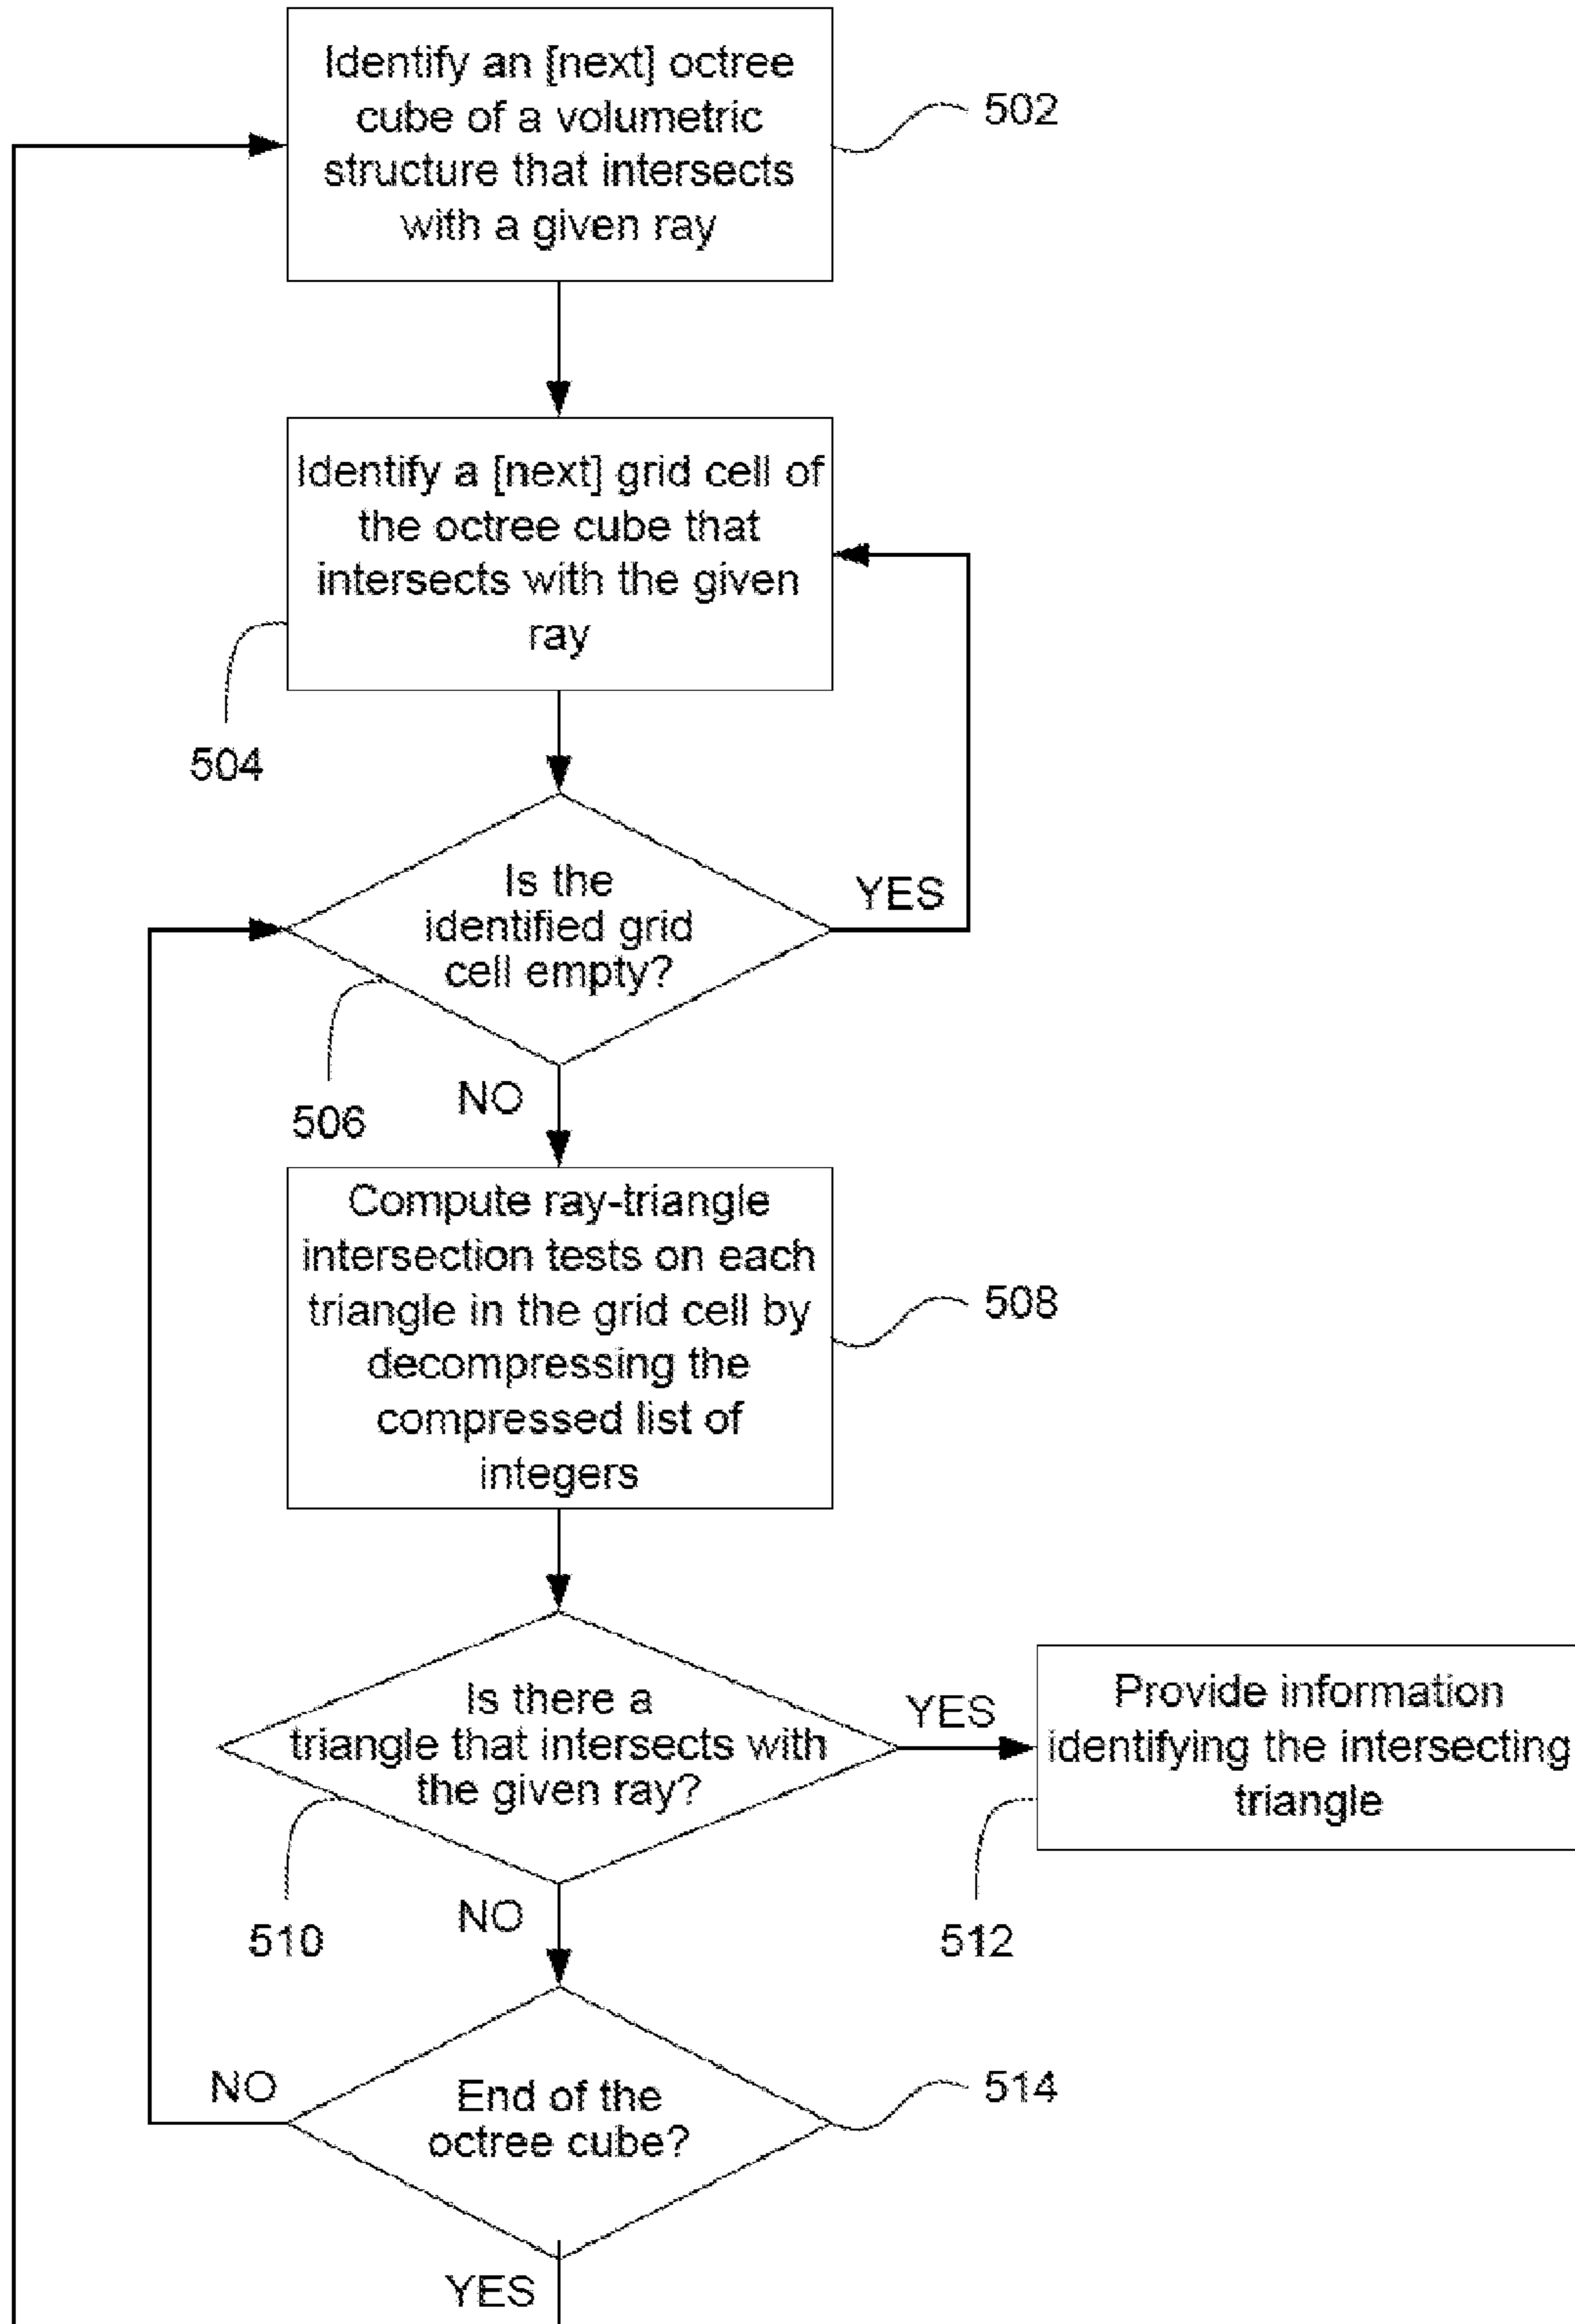 Identify an [next] octree
cube of a volumetric
structure that intersects
with a given ray
502
Identify a [next] grid cell of
the octree cube that
intersects with the given
ray
504
Is the
identified grid
cell empty?
YES
506
NO
Compute ray-triangle
intersection tests on each
triangle in the grid cell by
decompressing the
compressed list of
integers
508
Is there a
triangle that intersects with
the given ray?
YES
Provide information
identifying the intersecting
triangle
510
NO
512
End of the
octree cube?
NO
514
YES